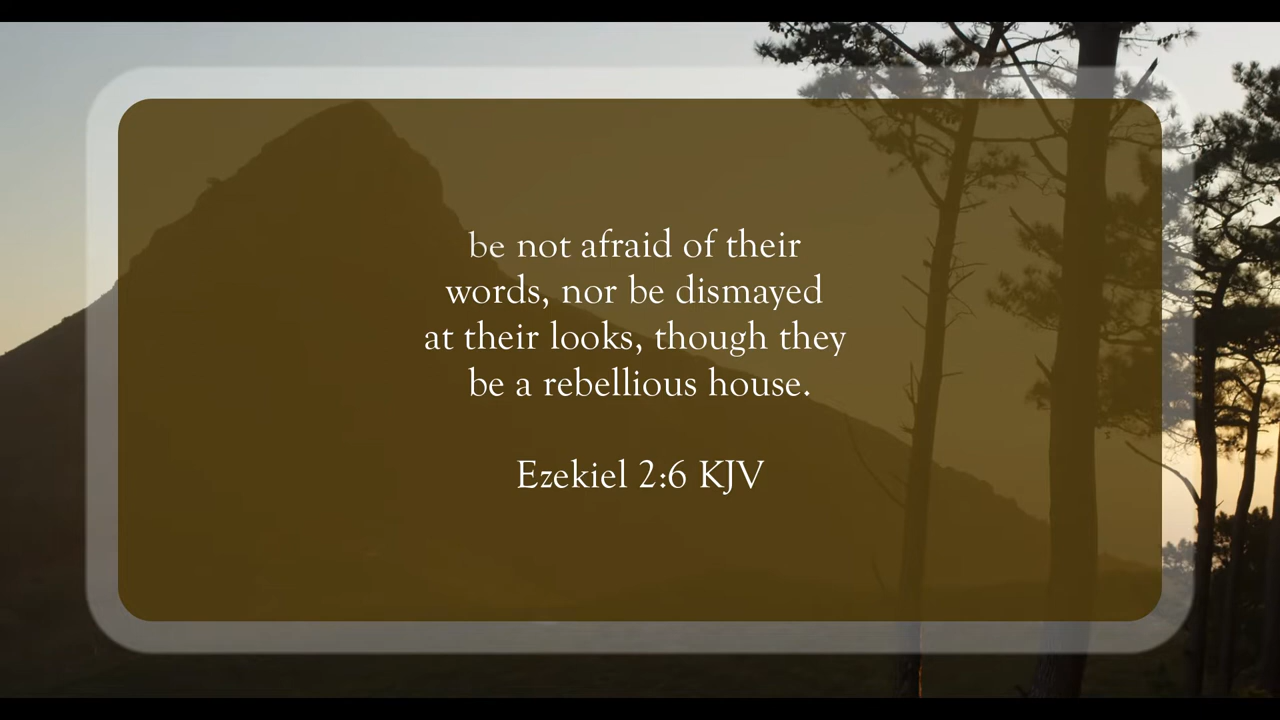 be not afraid of their
words, nor be dismayed
at their looks, though they
be a rebellious house.
Ezekiel 2:6 KJV